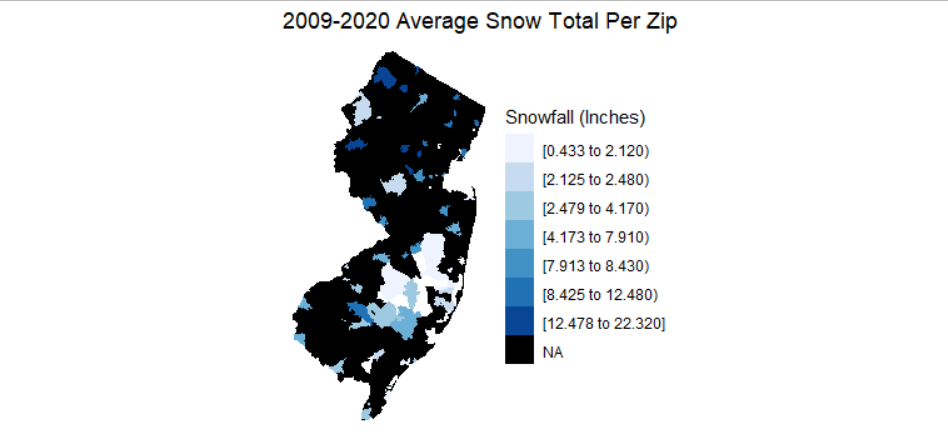 2009-2020 Average Snow Total Per Zip
Snowfall (Inches)
[0.433 to 2.120)
[2.125 to 2.480)
[2.479 to 4.170)
[4.173 to 7.910)
[7.913 to 8.430)
[8.425 to 12.480)
[12.478 to 22.320]
NA